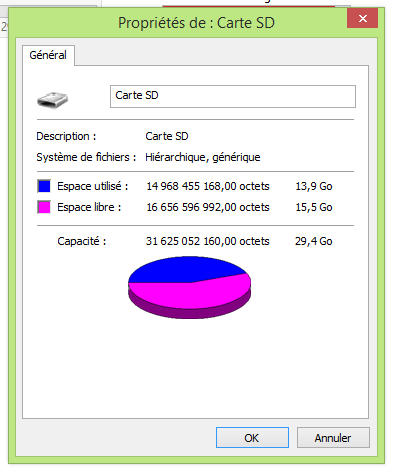 Propriétés de : Carte SD
Général
Carte SD
Description : Carte SD
Système de fichiers : Hiérarchique, générique
Espace utilisé : 14 968 455 168,00 octets 13,9 Go
Espace libre : 16 656 596 992,00 octets 15,5 Go
Capacité : 31 625 052 160,00 octets 29,4 Go
OK Annuler